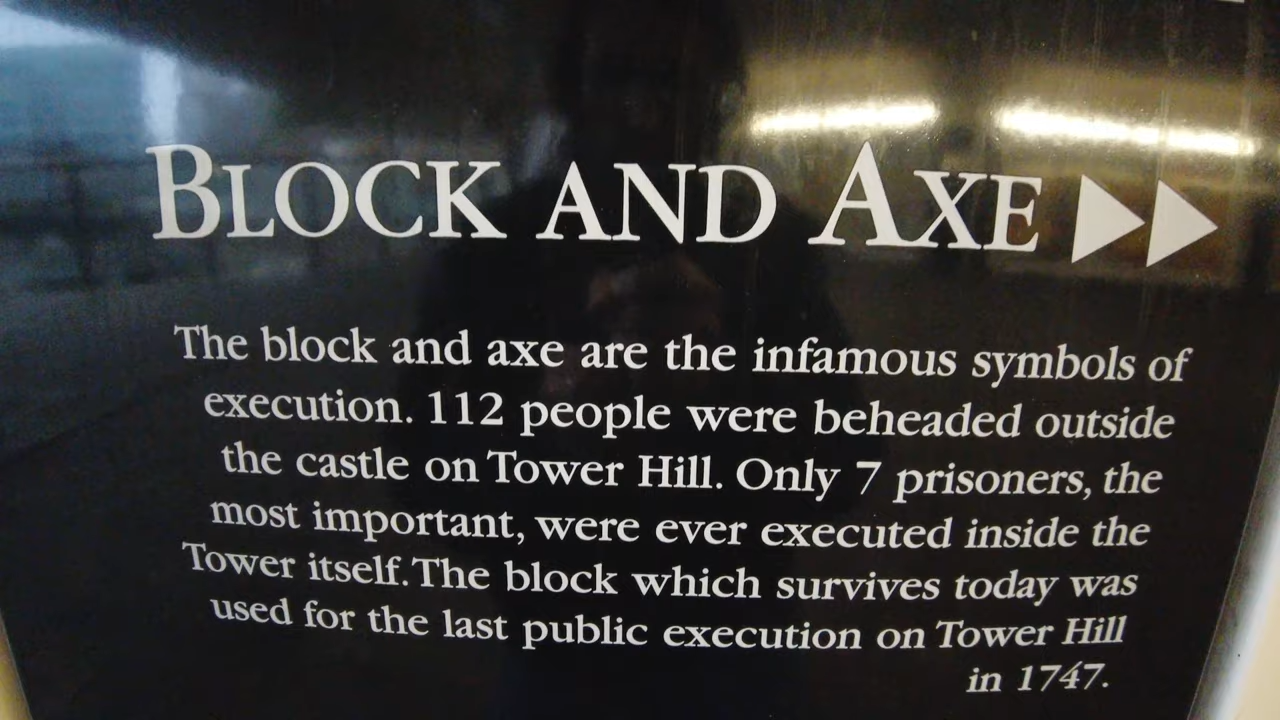 BLOCK AND AXE
The block and axe are the infamous symbols of
execution. 112 people were beheaded outside
the castle on Tower Hill. Only 7 prisoners, the
most important, were ever executed inside the
Tower itself. The block which survives today was
used for the last public execution on Tower Hill
in 1747.